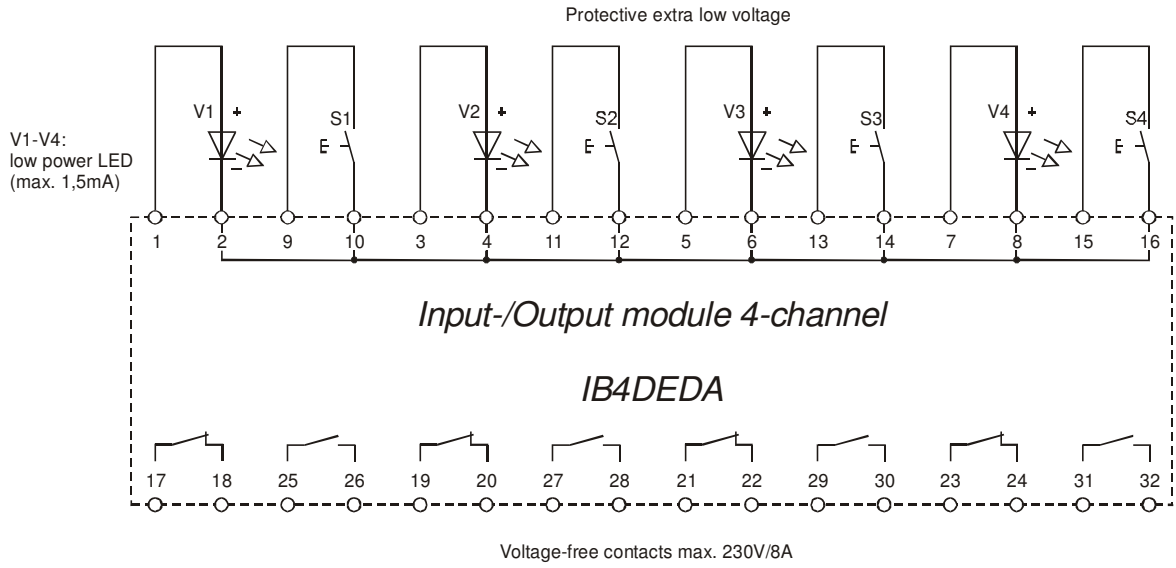 Protective extra low voltage
V1 + S1 V2 + S2 V3 + S3 V4 + S4
V1-V4:
low power LED
(max. 1,5mA)
- - - -
1 2 9 10 3 4 11 12 5 6 13 14 7 8 15 16
Input-/Output module 4-channel
IB4DEDA
17 18 25 26 19 20 27 28 21 22 29 30 23 24 31 32
Voltage-free contacts max. 230V/8A